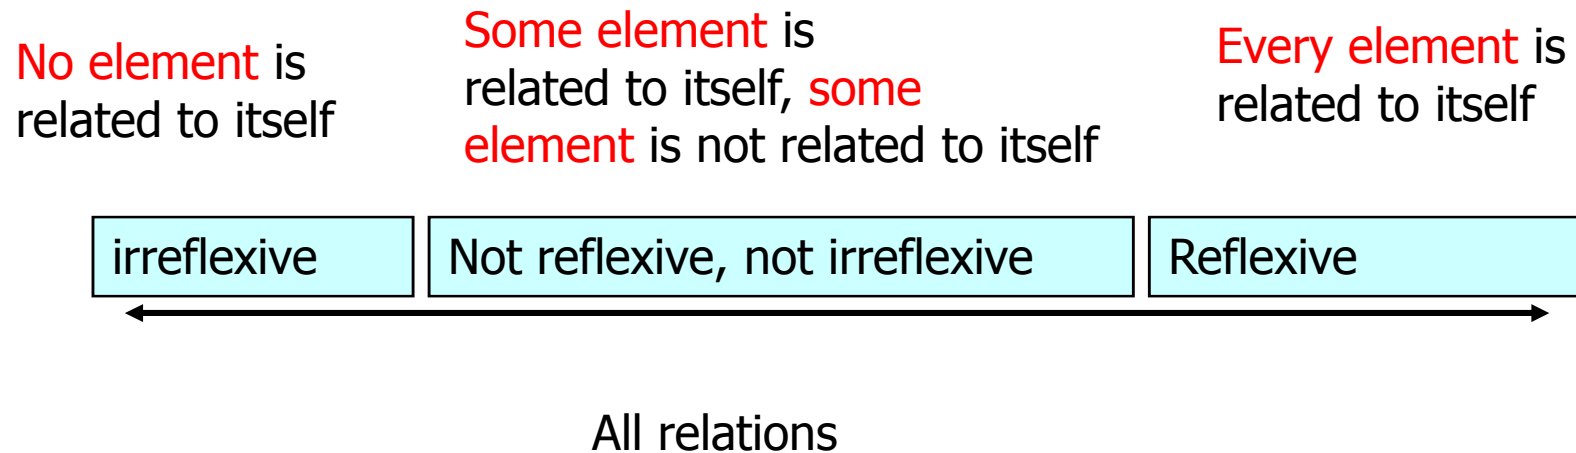 No element is
related to itself
Some element is
related to itself, some
element is not related to itself
Every element is
related to itself
irreflexive
Not reflexive, not irreflexive
Reflexive
All relations